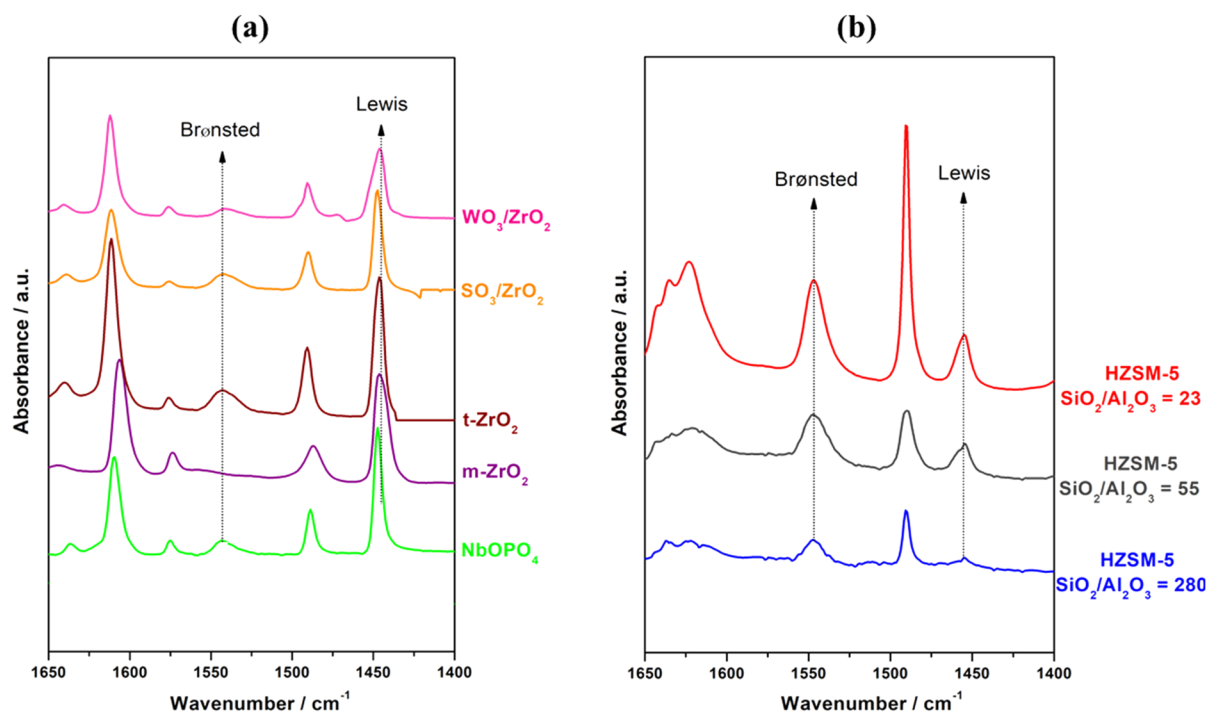 (a)
Absorbance / a.u.
Brønsted
Lewis
WO₃/ZrO₂
SO₃/ZrO₂
t-ZrO₂
m-ZrO₂
NbOPO₄
1650 1600 1550 1500 1450 1400
Wavenumber / cm⁻¹
(b)
Absorbance / a.u.
Brønsted
Lewis
HZSM-5
SiO₂/Al₂O₃ = 23
HZSM-5
SiO₂/Al₂O₃ = 55
HZSM-5
SiO₂/Al₂O₃ = 280
1650 1600 1550 1500 1450 1400
Wavenumber / cm⁻¹